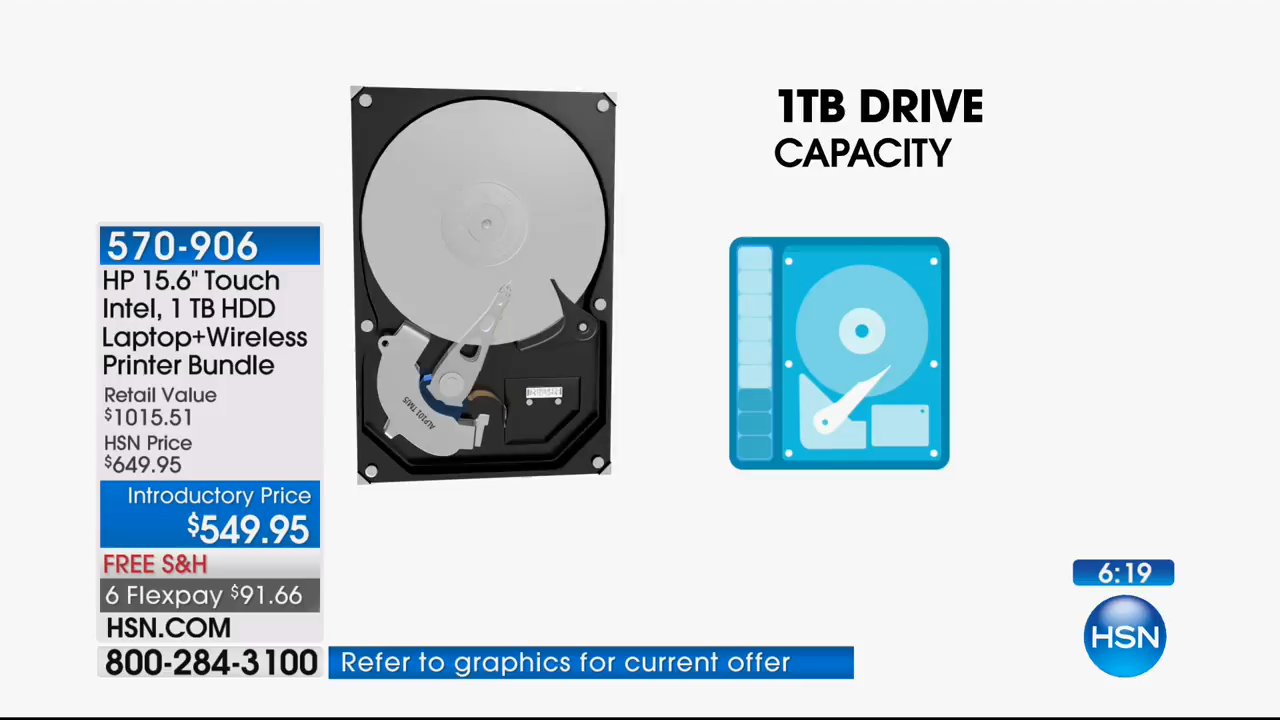 1TB DRIVE
CAPACITY
570-906
HP 15.6" Touch
Intel, 1 TB HDD
Laptop+Wireless
Printer Bundle
Retail Value
$1015.51
HSN Price
$649.95
Introductory Price
$549.95
FREE S&H
6 Flexpay $91.66
HSN.COM
800-284-3100
Refer to graphics for current offer
6:19
HSN